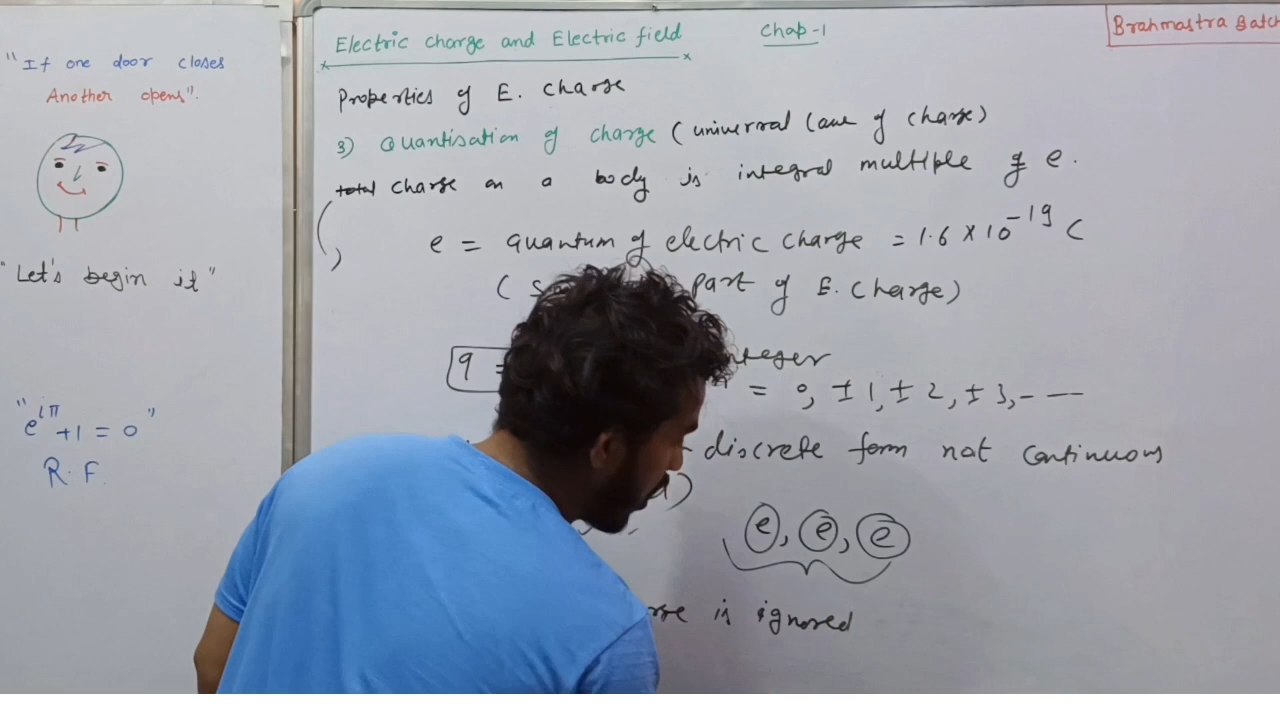 "If one door closes
Another opens".
"Let's begin it"
"e^iπ +1 = 0"
R.F.
Electric charge and Electric field
Chap-1
Brahmastra Batch
Properties of E. Charge
3) Quantisation of charge (universal law of charge)
total charge on a body is integral multiple of e.
e = quantum of electric charge = 1.6 × 10^-19 C
( part of E. Charge)
q =
integer
= 0, ±1, ±2, ±3, - —
discrete form not continuous
e, e, e
is ignored